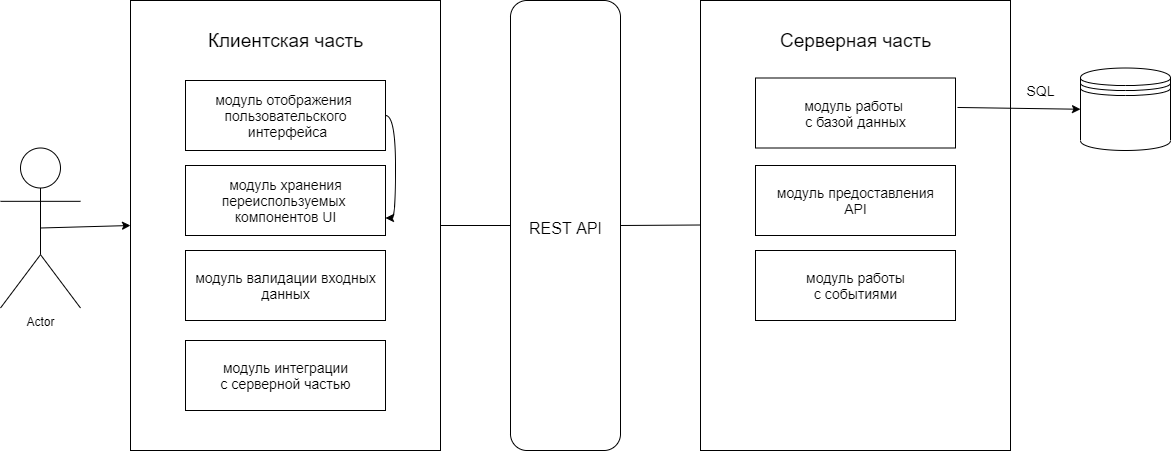 Клиентская часть
модуль отображения
пользовательского
интерфейса
модуль хранения
переиспользуемых
компонентов UI
модуль валидации входных
данных
модуль интеграции
с серверной частью
Actor
REST API
Серверная часть
модуль работы
с базой данных
модуль предоставления
API
модуль работы
с событиями
SQL